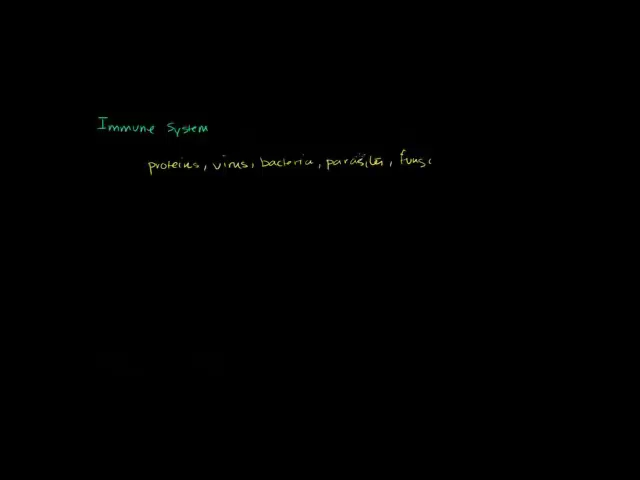 Immune System
proteins, virus, bacteria, parasites, fungi